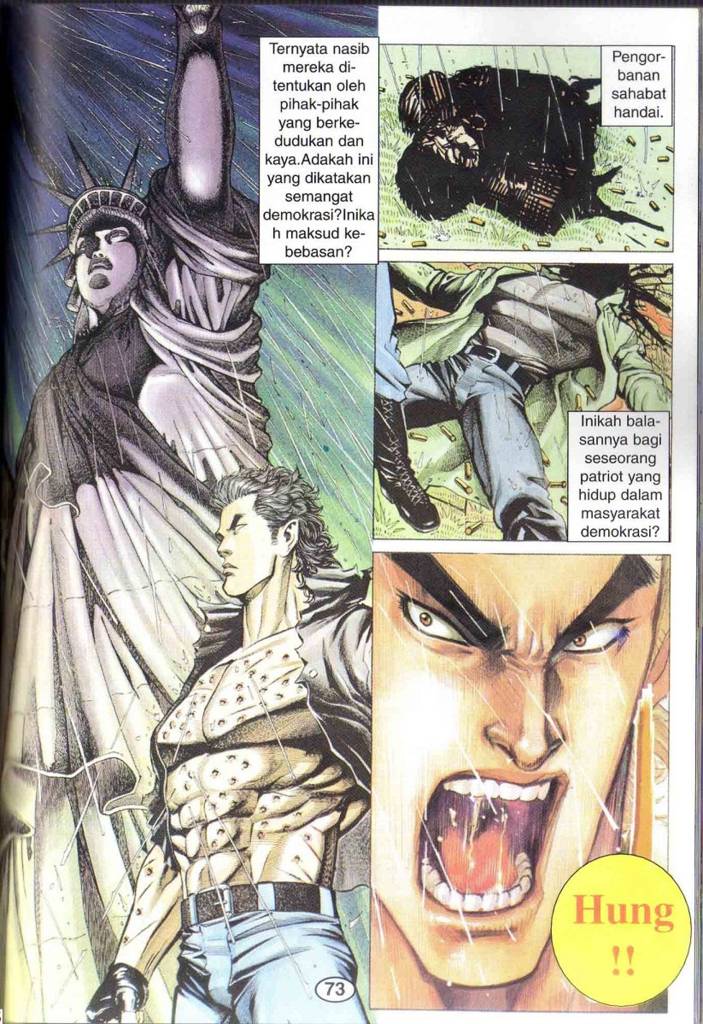 Ternyata nasib
mereka di-
tentukan oleh
pihak-pihak
yang berke-
dudukan dan
kaya.Adakah ini
yang dikatakan
semangat
demokrasi?Inika
h maksud ke-
bebasan?
Pengor-
banan
sahabat
handai.
Inikah bala-
sannya bagi
seseorang
patriot yang
hidup dalam
masyarakat
demokrasi?
Hung
!!
73